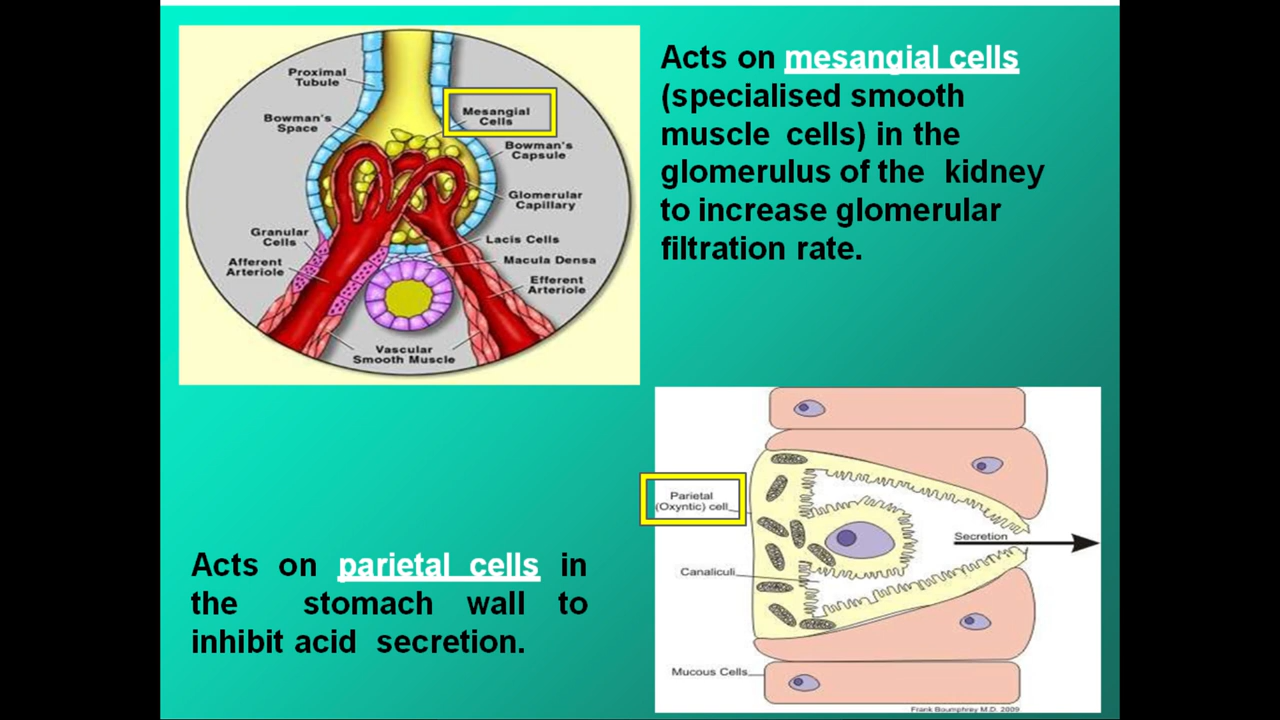 Proximal
Tubule
Bowman's
Space
Mesangial
Cells
Bowman's
Capsule
Glomerular
Capillary
Granular
Cells
Lacis Cells
Afferent
Arteriole
Macula Densa
Efferent
Arteriole
Vascular
Smooth Muscle
Acts on mesangial cells
(specialised smooth
muscle cells) in the
glomerulus of the kidney
to increase glomerular
filtration rate.
Acts on parietal cells in
the stomach wall to
inhibit acid secretion.
Parietal
(Oxyntic) cell
Secretion
Canaliculi
Mucous Cells
Frank Boumphrey M.D. 2009